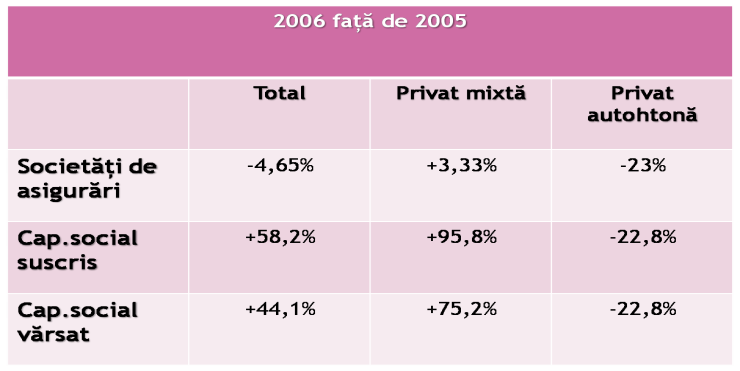 2006 față de 2005
Total Privat mixtă Privat
autohtonă
Societăți de
asigurări
-4,65% +3,33% -23%
Cap.social
suscris
+58,2% +95,8% -22,8%
Cap.social
vărsat
+44,1% +75,2% -22,8%